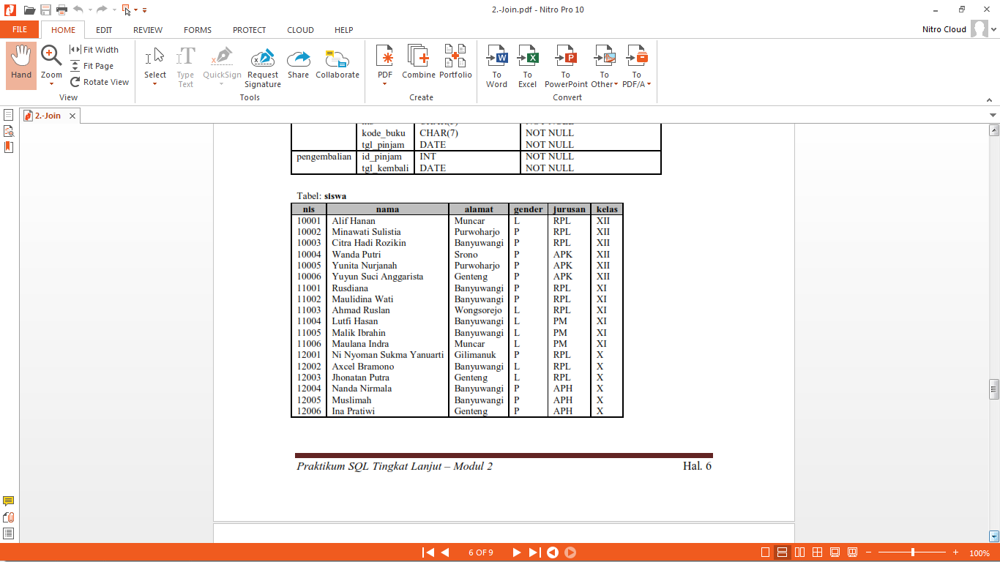 2.-Join.pdf - Nitro Pro 10
FILE HOME EDIT REVIEW FORMS PROTECT CLOUD HELP Nitro Cloud
Hand Zoom Fit Width
Fit Page
Rotate View
View
Select Type Text QuickSign Request Signature Share Collaborate
Tools
PDF Combine Portfolio
Create
To Word To Excel To PowerPoint To Other To PDF/A
Convert
2.-Join
kode_buku CHAR(7) NOT NULL
tgl_pinjam DATE NOT NULL
pengembalian id_pinjam INT NOT NULL
tgl_kembali DATE NOT NULL
Tabel: siswa
nis nama alamat gender jurusan kelas
10001 Alif Hanan Muncar L RPL XII
10002 Minawati Sulistia Purwoharjo P RPL XII
10003 Citra Hadi Rozikin Banyuwangi P RPL XII
10004 Wanda Putri Srono P APK XII
10005 Yunita Nurjanah Purwoharjo P APK XII
10006 Yuyun Suci Anggarista Genteng P APK XII
11001 Rusdiana Banyuwangi P RPL XI
11002 Maulidina Wati Banyuwangi P RPL XI
11003 Ahmad Ruslan Wongsorejo L RPL XI
11004 Lutfi Hasan Banyuwangi L PM XI
11005 Malik Ibrahin Banyuwangi L PM XI
11006 Maulana Indra Muncar L PM XI
12001 Ni Nyoman Sukma Yanuarti Gilimanuk P RPL X
12002 Axcel Bramono Banyuwangi L RPL X
12003 Jhonatan Putra Genteng L RPL X
12004 Nanda Nirmala Banyuwangi P APH X
12005 Muslimah Banyuwangi P APH X
12006 Ina Pratiwi Genteng P APH X
Praktikum SQL Tingkat Lanjut – Modul 2 Hal. 6
6 OF 9 100%